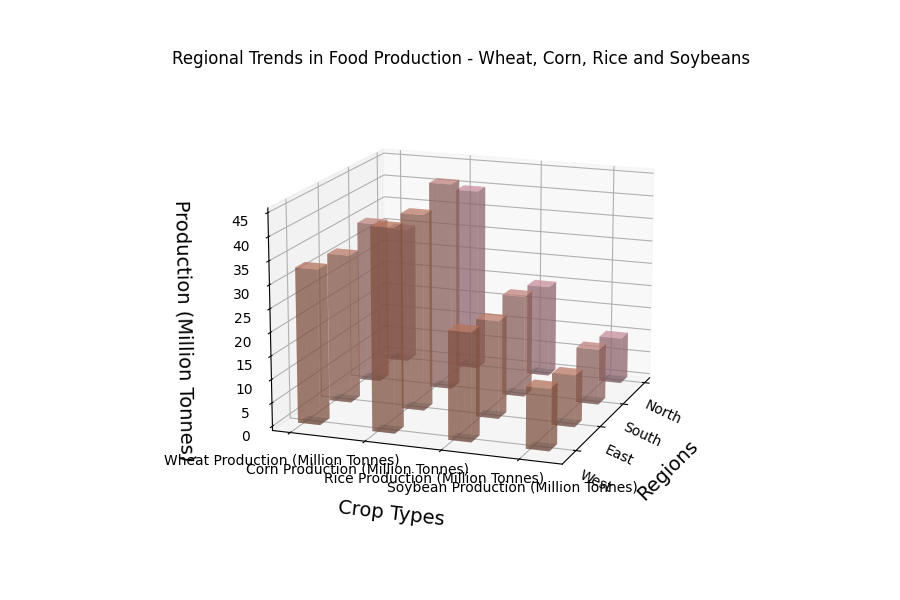 Regional Trends in Food Production - Wheat, Corn, Rice and Soybeans
Production (Million Tonnes)
45
40
35
30
25
20
15
10
5
0
Wheat Production (Million Tonnes)
Corn Production (Million Tonnes)
Rice Production (Million Tonnes)
Soybean Production (Million Tonnes)
Crop Types
North
South
East
West
Regions